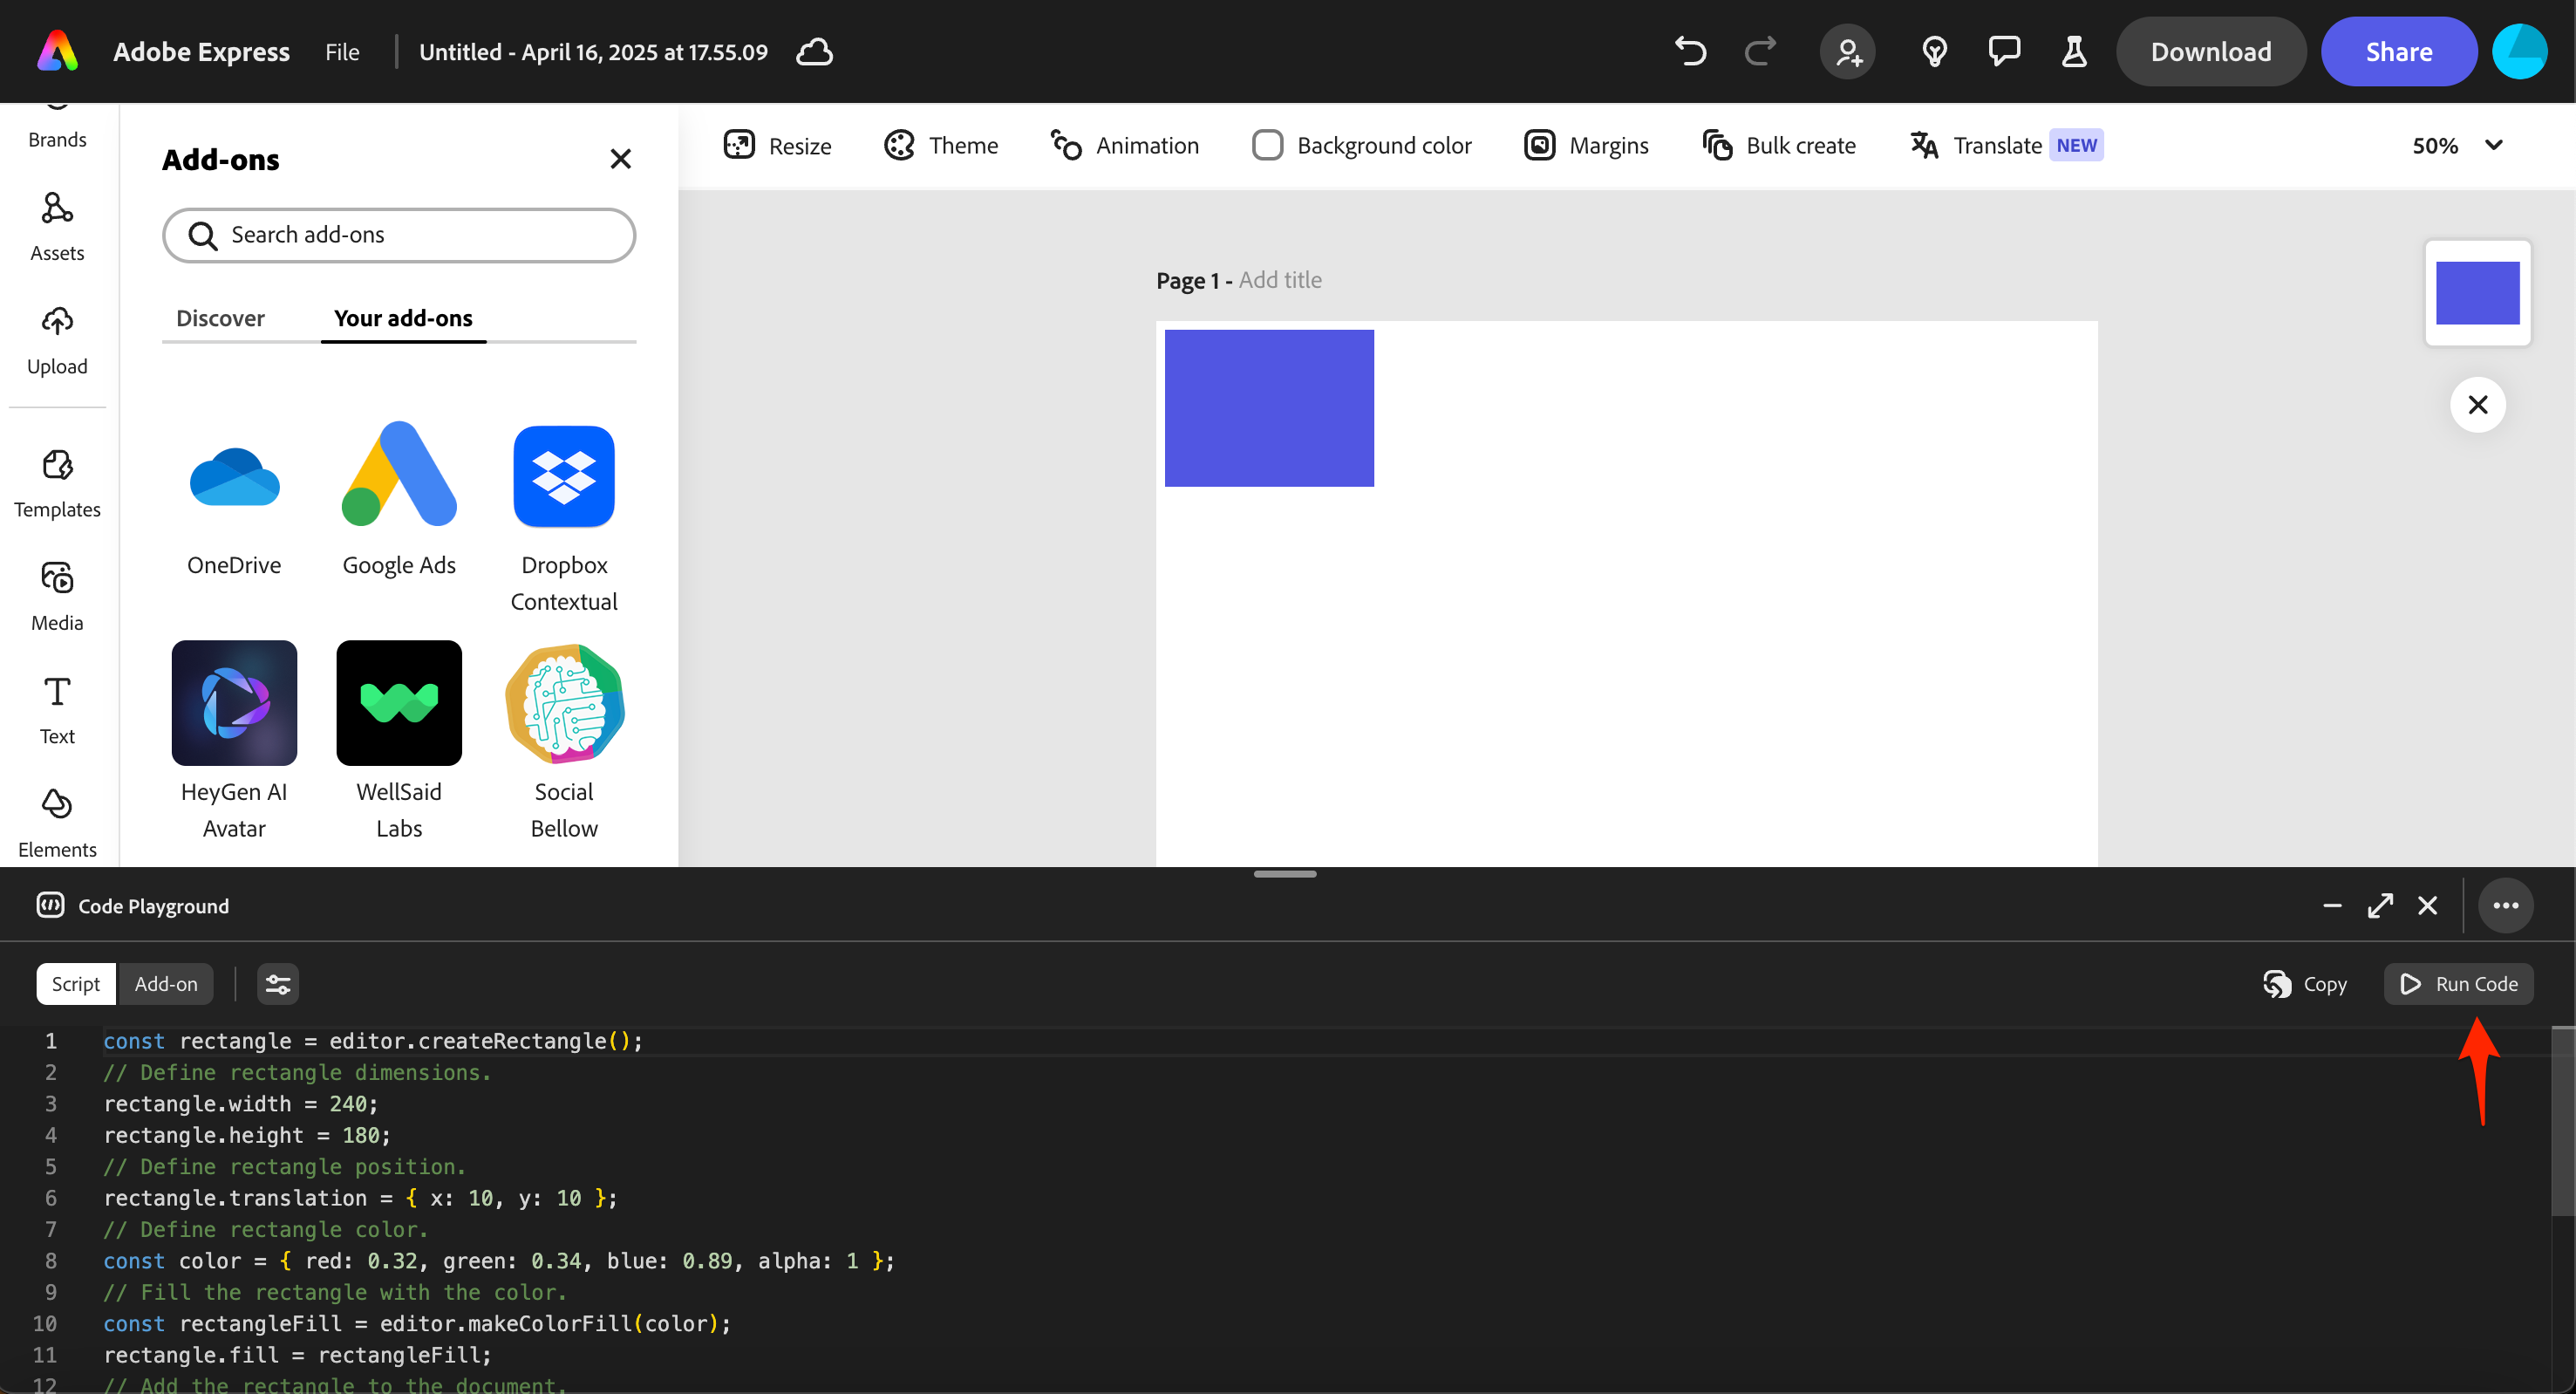 Adobe Express File Untitled - April 16, 2025 at 17.55.09 Download Share
Brands
Assets
Upload
Templates
Media
Text
Elements
Add-ons
Search add-ons
Discover Your add-ons
OneDrive Google Ads Dropbox
Contextual
HeyGen AI WellSaid Social
Avatar Labs Bellow
Resize Theme Animation Background color Margins Bulk create Translate NEW 50%
Page 1 - Add title
Code Playground
Script Add-on Copy Run Code
1 const rectangle = editor.createRectangle();
2 // Define rectangle dimensions.
3 rectangle.width = 240;
4 rectangle.height = 180;
5 // Define rectangle position.
6 rectangle.translation = { x: 10, y: 10 };
7 // Define rectangle color.
8 const color = { red: 0.32, green: 0.34, blue: 0.89, alpha: 1 };
9 // Fill the rectangle with the color.
10 const rectangleFill = editor.makeColorFill(color);
11 rectangle.fill = rectangleFill;
12 // Add the rectangle to the document.